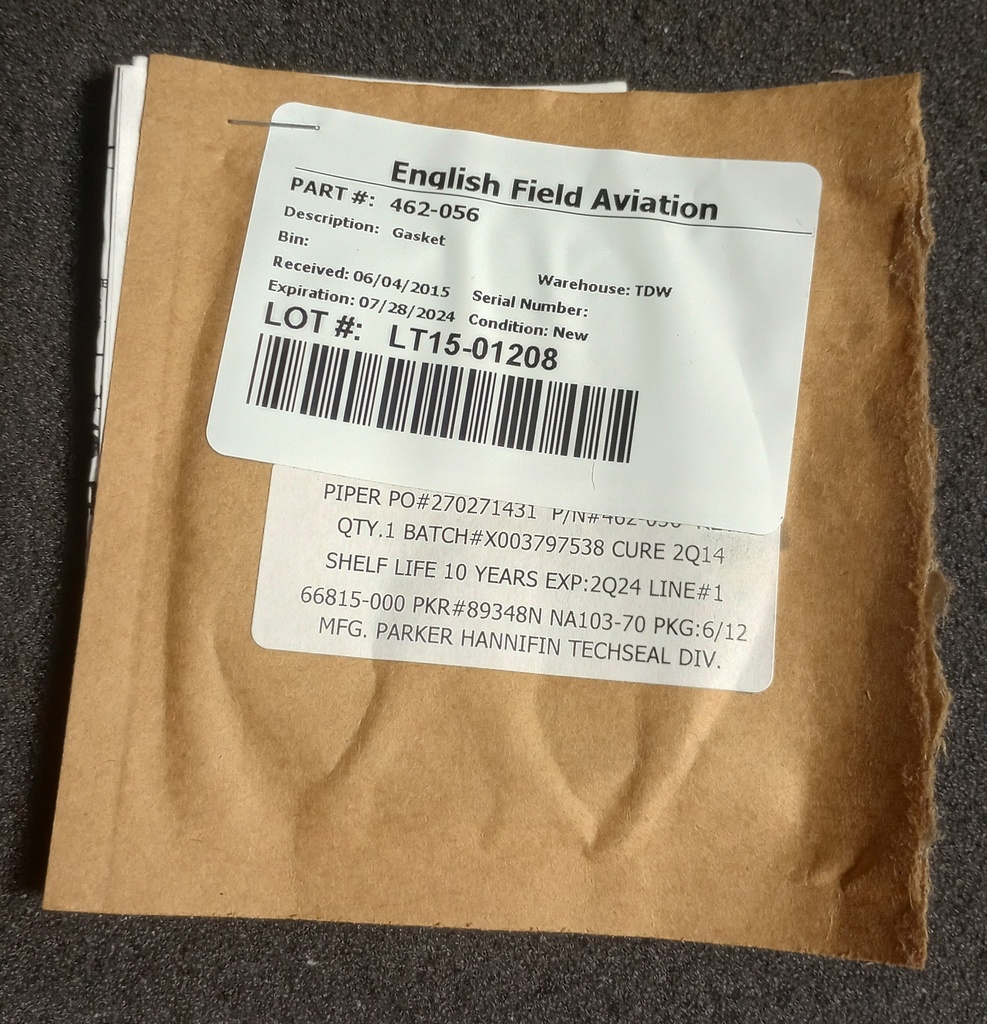 English Field Aviation
PART #: 462-056
Description: Gasket
Bin:
Warehouse: TDW
Received: 06/04/2015 Serial Number:
Expiration: 07/28/2024 Condition: New
LOT #: LT15-01208
PIPER PO#270271431 P/N#462-056
QTY.1 BATCH#X003797538 CURE 2Q14
SHELF LIFE 10 YEARS EXP:2Q24 LINE#1
66815-000 PKR#89348N NA103-70 PKG:6/12
MFG. PARKER HANNIFIN TECHSEAL DIV.